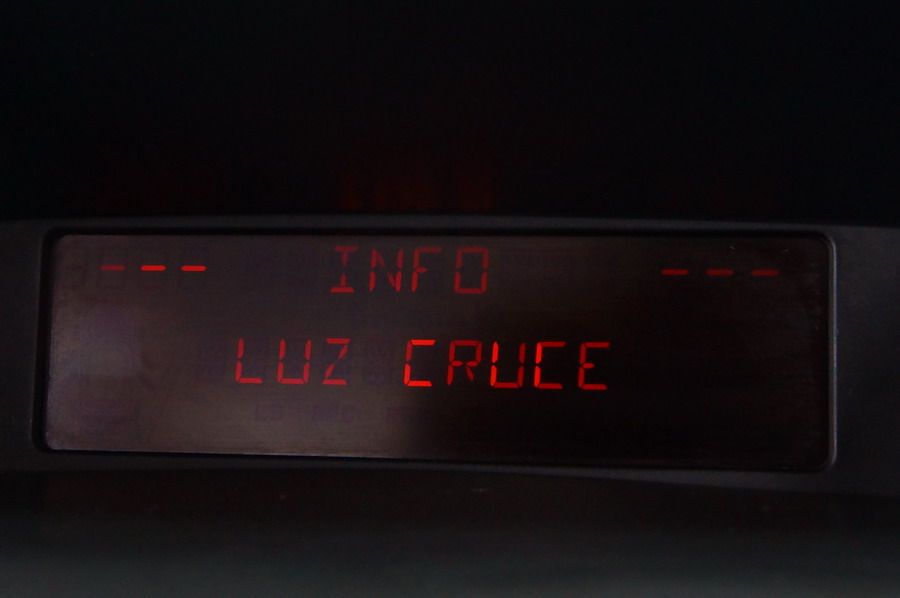 --- INFO ---
LUZ CRUCE